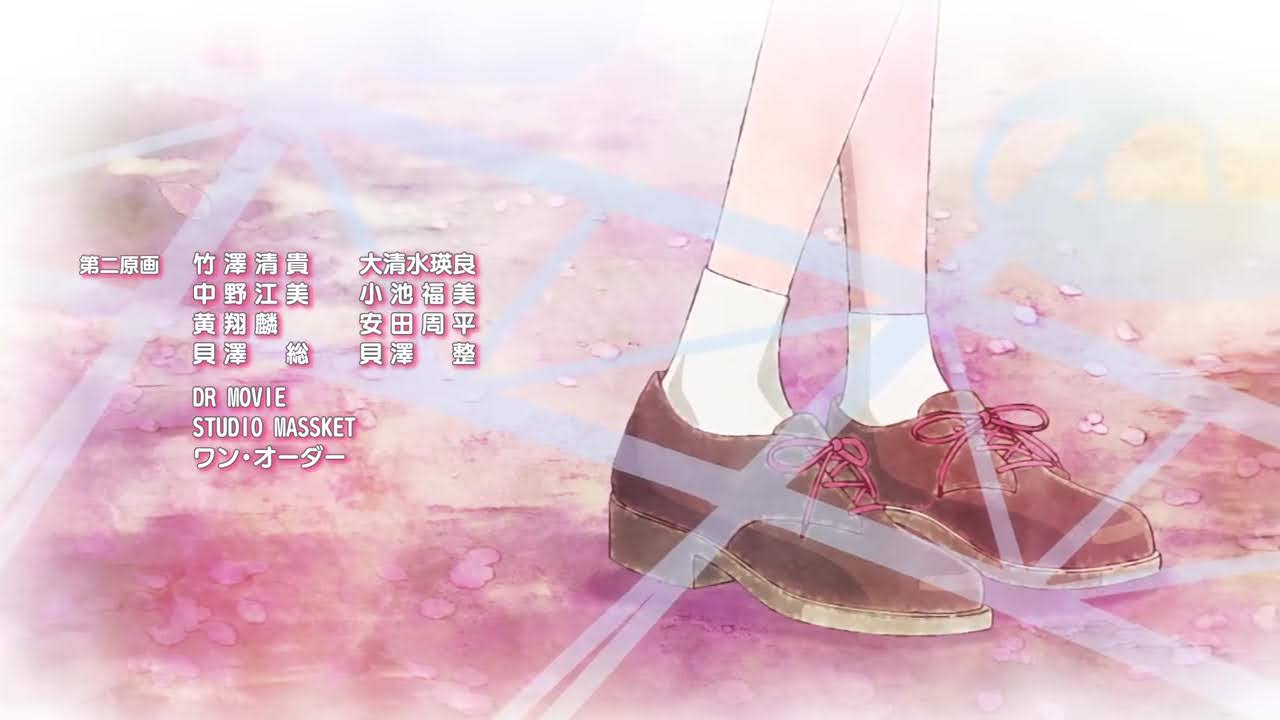 第二原画 竹澤清貴 大清水瑛良
中野江美 小池福美
黄翔麟 安田周平
貝澤 総 貝澤 整
DR MOVIE
STUDIO MASSKET
ワン・オーダー